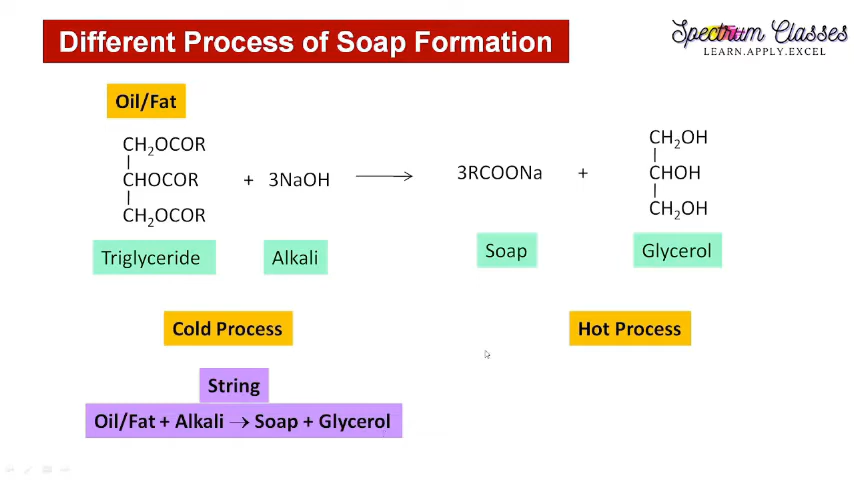 Different Process of Soap Formation
Spectrum Classes
LEARN.APPLY.EXCEL
Oil/Fat
CH₂OCOR
CHOCOR
CH₂OCOR
+ 3NaOH
3RCOONa +
CH₂OH
CHOH
CH₂OH
Triglyceride
Alkali
Soap
Glycerol
Cold Process
Hot Process
String
Oil/Fat + Alkali → Soap + Glycerol